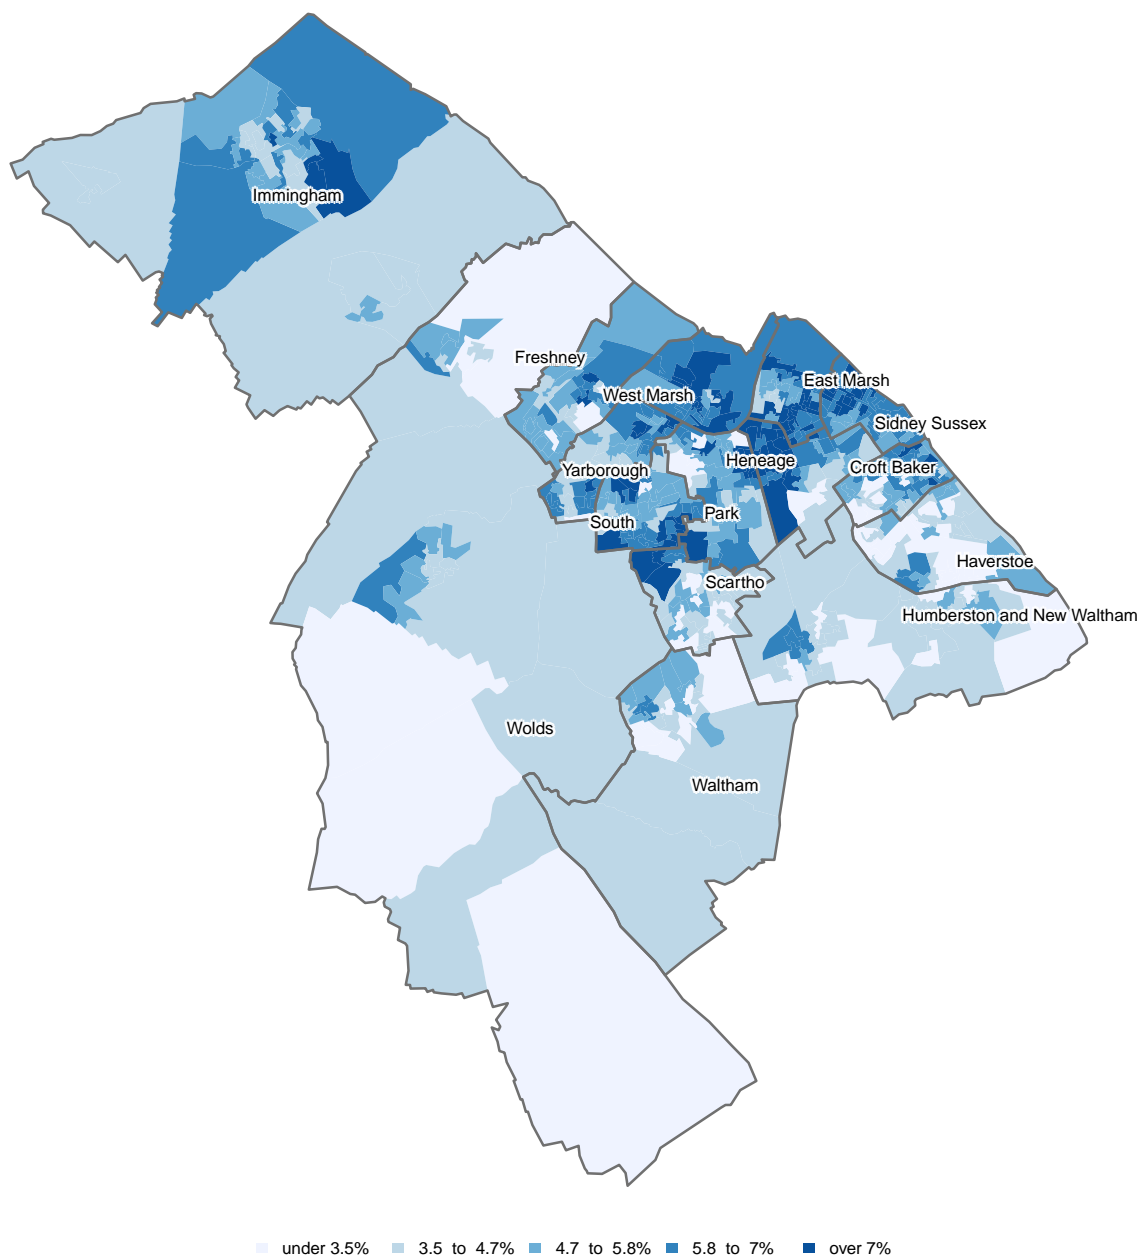 Immingham
Freshney
East Marsh
West Marsh
Sidney Sussex
Heneage
Croft Baker
Yarborough
Park
South
Haverstoe
Scartho
Humberston and New Waltham
Wolds
Waltham
under 3.5% 3.5 to 4.7% 4.7 to 5.8% 5.8 to 7% over 7%